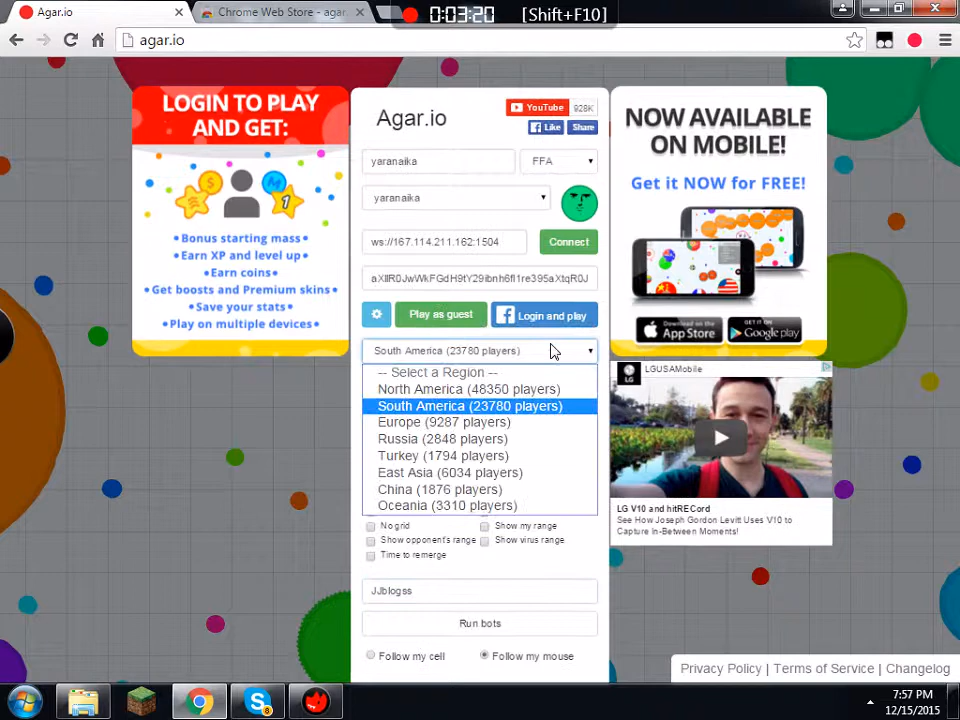 Agar.io
Chrome Web Store - agar.
0:03:20 [Shift+F10]
agar.io
LOGIN TO PLAY
AND GET:
•Bonus starting mass•
•Earn XP and level up•
•Earn coins•
•Get boosts and Premium skins•
•Save your stats•
•Play on multiple devices•
Agar.io
YouTube 928K
Like Share
yaranaika
FFA
yaranaika
ws://167.114.211.162:1504
Connect
Play as guest
Login and play
South America (23780 players)
-- Select a Region --
North America (48350 players)
South America (23780 players)
Europe (9287 players)
Russia (2848 players)
Turkey (1794 players)
East Asia (6034 players)
China (1876 players)
Oceania (3310 players)
No grid
Show my range
Show opponent's range
Show virus range
Time to remerge
JJblogss
Run bots
Follow my cell
Follow my mouse
NOW AVAILABLE
ON MOBILE!
Get it NOW for FREE!
Download on the
App Store
GET IT ON
Google play
LG
LGUSAMobile
LG V10 and hitRECord
See How Joseph Gordon Levitt Uses V10 to
Capture In-Between Moments!
Privacy Policy | Terms of Service | Changelog
7:57 PM
12/15/2015